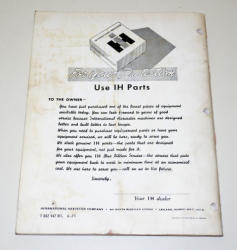 IH
Use IH Parts
TO THE OWNER—
You have just purchased one of the finest pieces of equipment
available today. You can look forward to years of good
service because International Harvester machines are designed
better and built better to last longer.
When you need to purchase replacement parts or have your
equipment serviced, we will be here, ready to serve you.
We stock genuine IH parts—the parts that are designed
for your equipment, not just made for it.
We also offer you IH Blue Ribbon Service—the service that puts
your equipment back to work in minimum time at an economical
cost. We are here to serve you—call on us in the future.
Sincerely,
Your IH dealer
INTERNATIONAL HARVESTER COMPANY